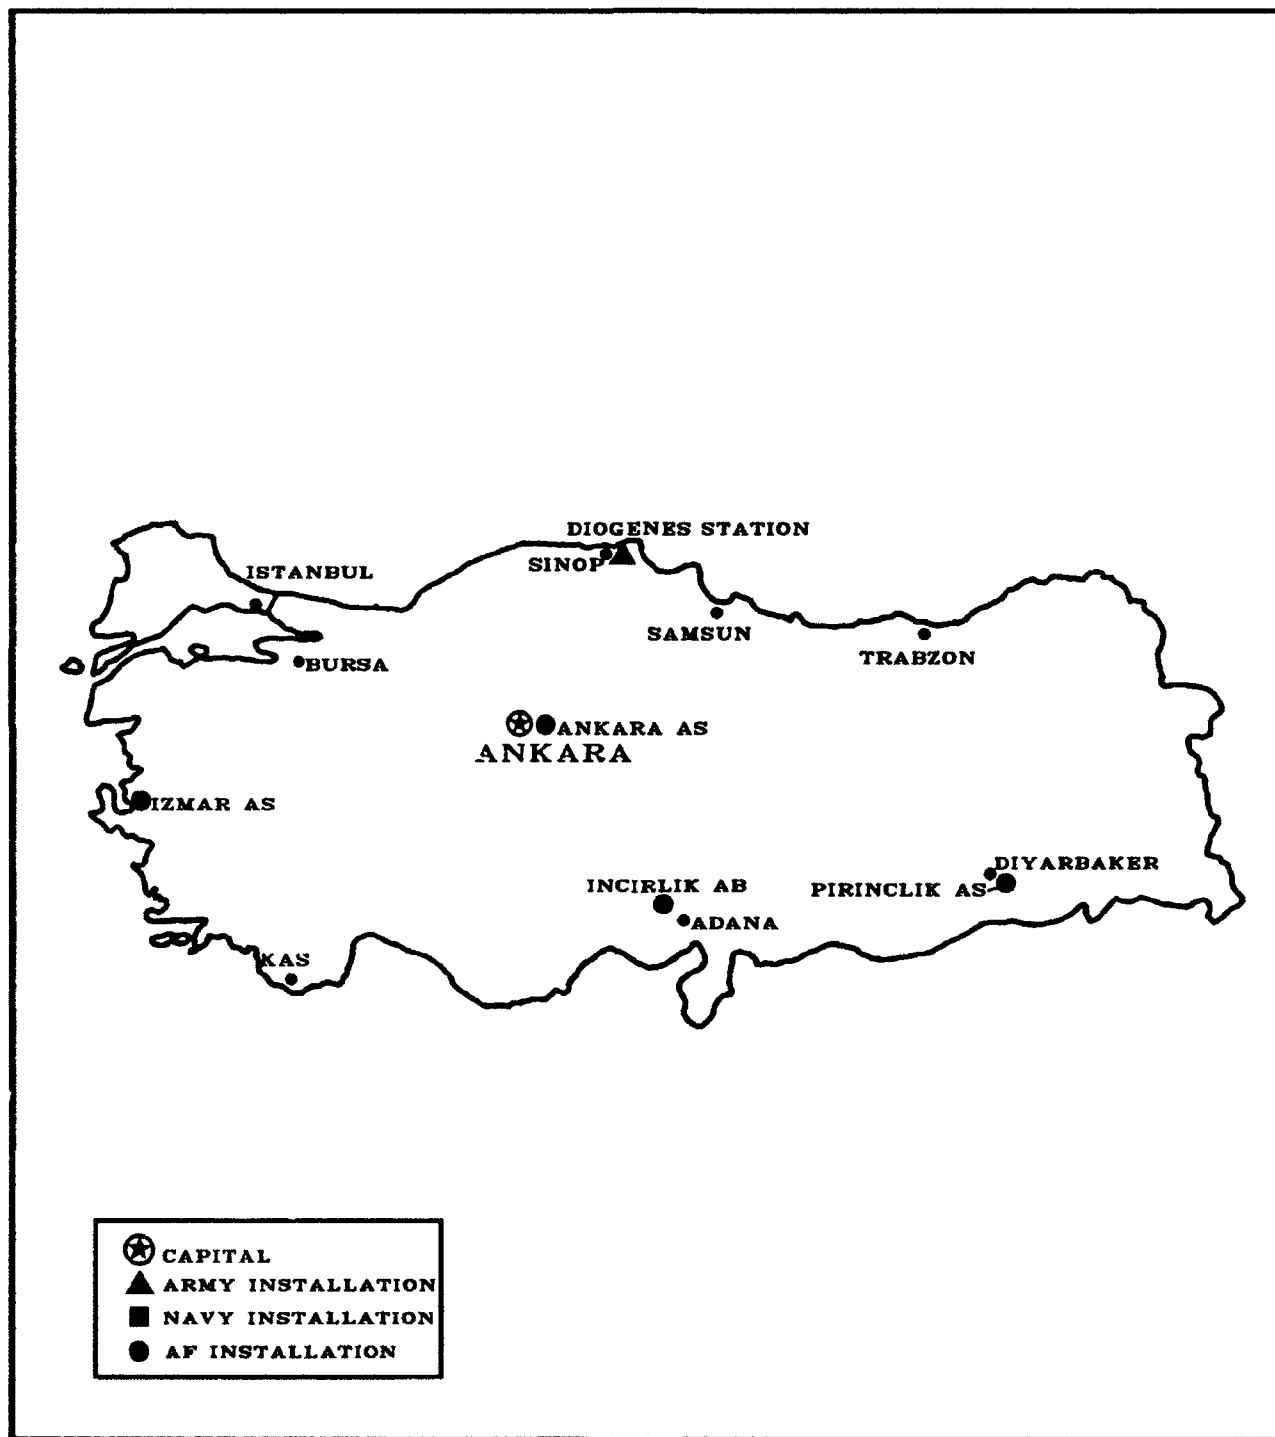 DIOGENES STATION
SINOP
ISTANBUL
SAMSUN
TRABZON
BURSA
ANKARA AS
ANKARA
IZMAR AS
DIYARBAKER
PIRINCLIK AS
INCIRLIK AB
ADANA
KAS
CAPITAL
ARMY INSTALLATION
NAVY INSTALLATION
AF INSTALLATION